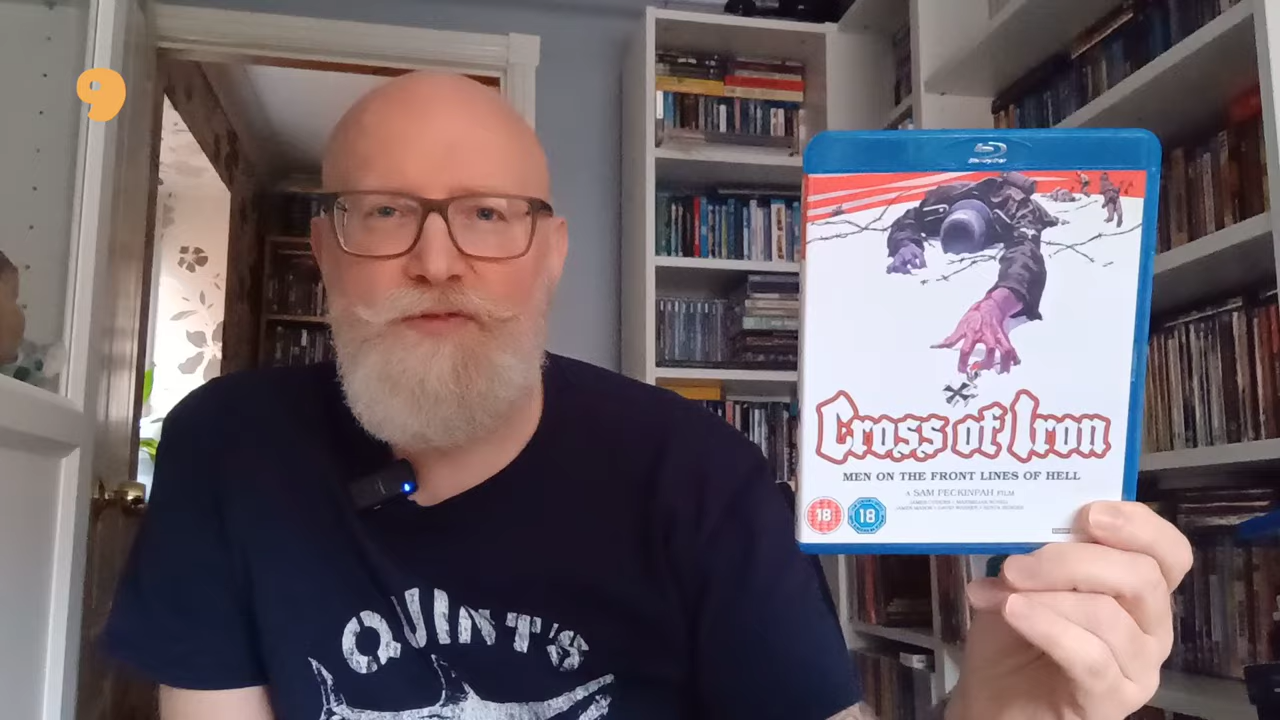 9
Blu-ray Disc
Cross of Iron
MEN ON THE FRONT LINES OF HELL
A SAM PECKINPAH FILM
18 18
QUINT'S